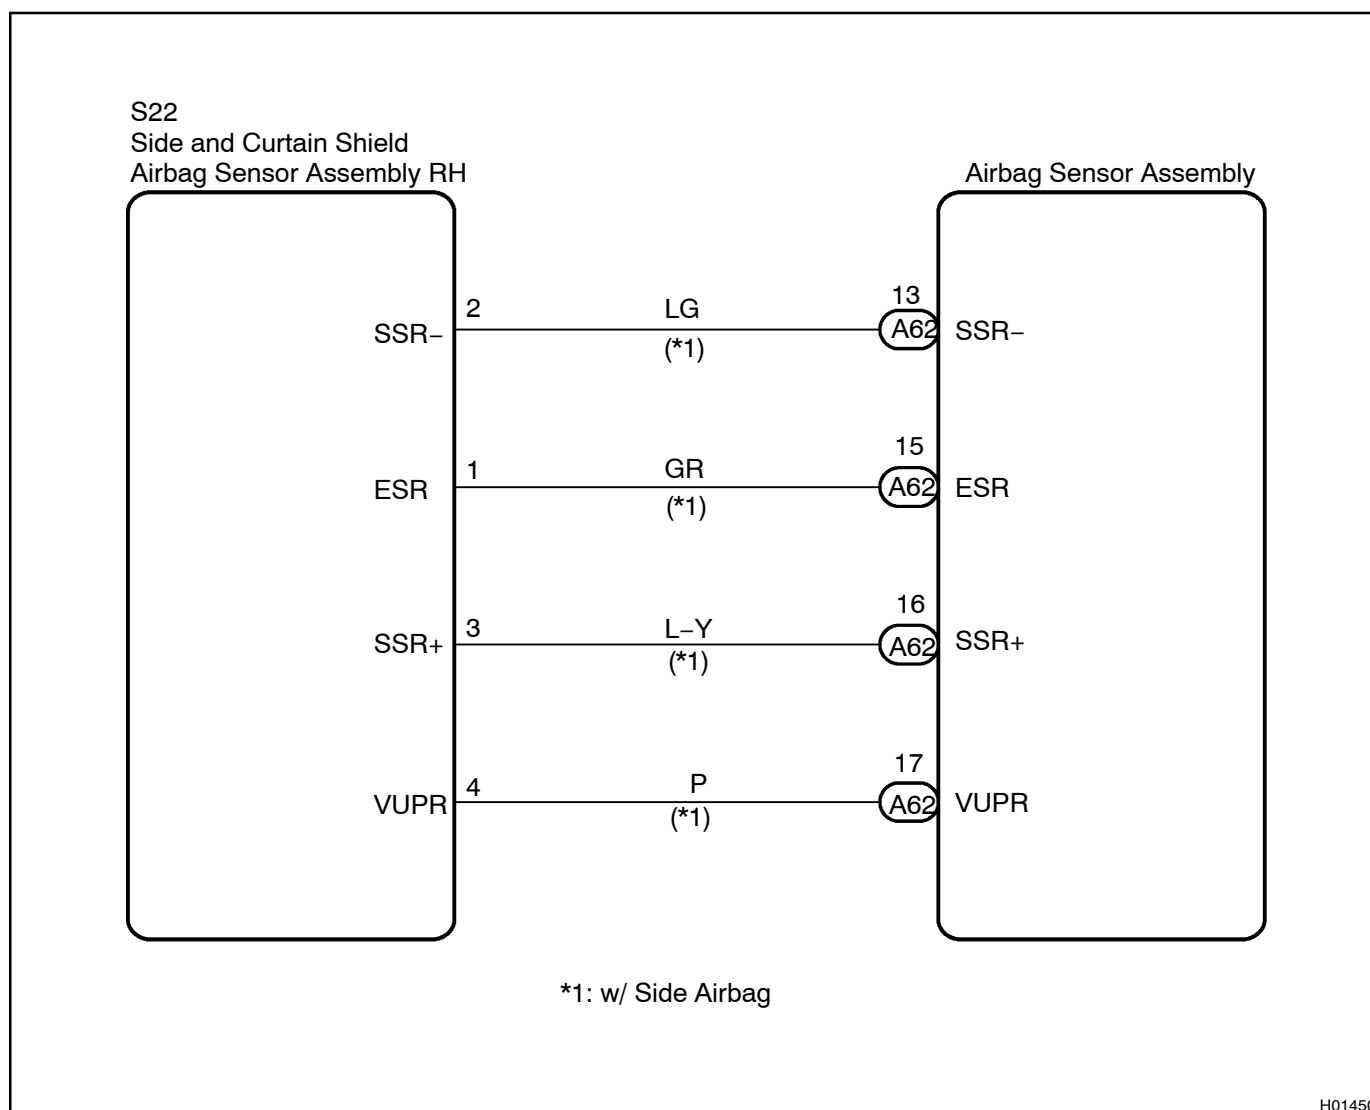 S22
Side and Curtain Shield
Airbag Sensor Assembly RH
Airbag Sensor Assembly
SSR− 2 LG 13 A62 SSR−
(*1)
ESR 1 GR 15 A62 ESR
(*1)
SSR+ 3 L−Y 16 A62 SSR+
(*1)
VUPR 4 P 17 A62 VUPR
(*1)
*1: w/ Side Airbag
H01450